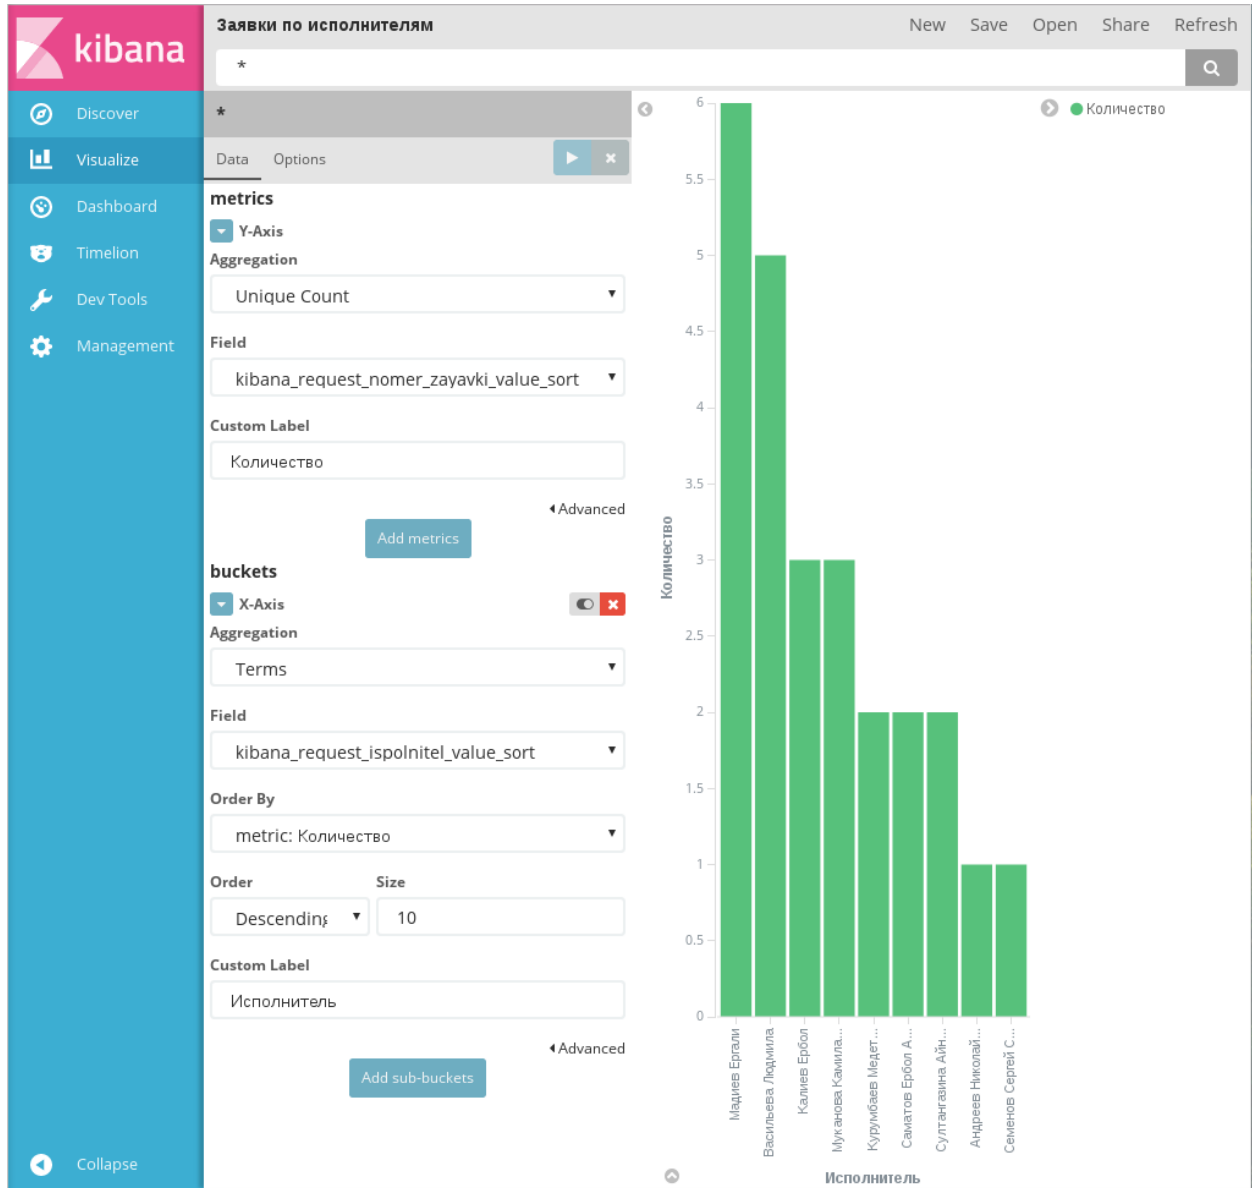 kibana
Заявки по исполнителям
New Save Open Share Refresh
*
Discover
Visualize
Dashboard
Timelion
Dev Tools
Management
Collapse
*
Data Options
metrics
Y-Axis
Aggregation
Unique Count
Field
kibana_request_nomer_zayavki_value_sort
Custom Label
Количество
Advanced
Add metrics
buckets
X-Axis
Aggregation
Terms
Field
kibana_request_ispolnitel_value_sort
Order By
metric: Количество
Order Size
Descending 10
Custom Label
Исполнитель
Advanced
Add sub-buckets
Количество
6
5.5
5
4.5
4
3.5
3
2.5
2
1.5
1
0.5
0
Количество
Мадиев Ергали
Васильева Людмила
Калиев Ербол
Муканова Камила...
Курумбаев Медет...
Саматов Ербол А...
Султангазина Айн...
Андреев Николай...
Семенов Сергей С...
Исполнитель